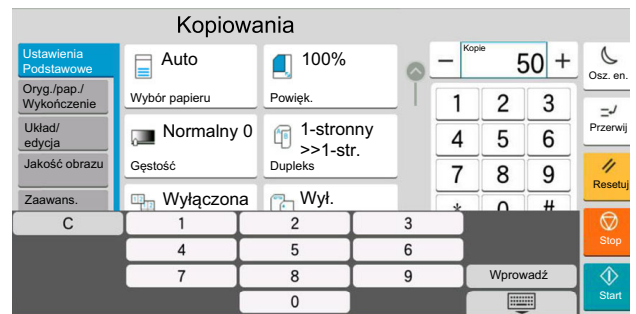 Kopiowania
Ustawienia
Podstawowe
Oryg./pap./
Wykończenie
Układ/
edycja
Jakość obrazu
Zaawans.
Auto
Wybór papieru
100%
Powięk.
Normalny 0
Gęstość
1-stronny
>>1-str.
Dupleks
Wyłączona
Wył.
Kopie
− 50 +
1 2 3
4 5 6
7 8 9
* 0 #
Osz. en.
Przerwij
Resetuj
Stop
Start
C 1 2 3
4 5 6
7 8 9
0
Wprowadź